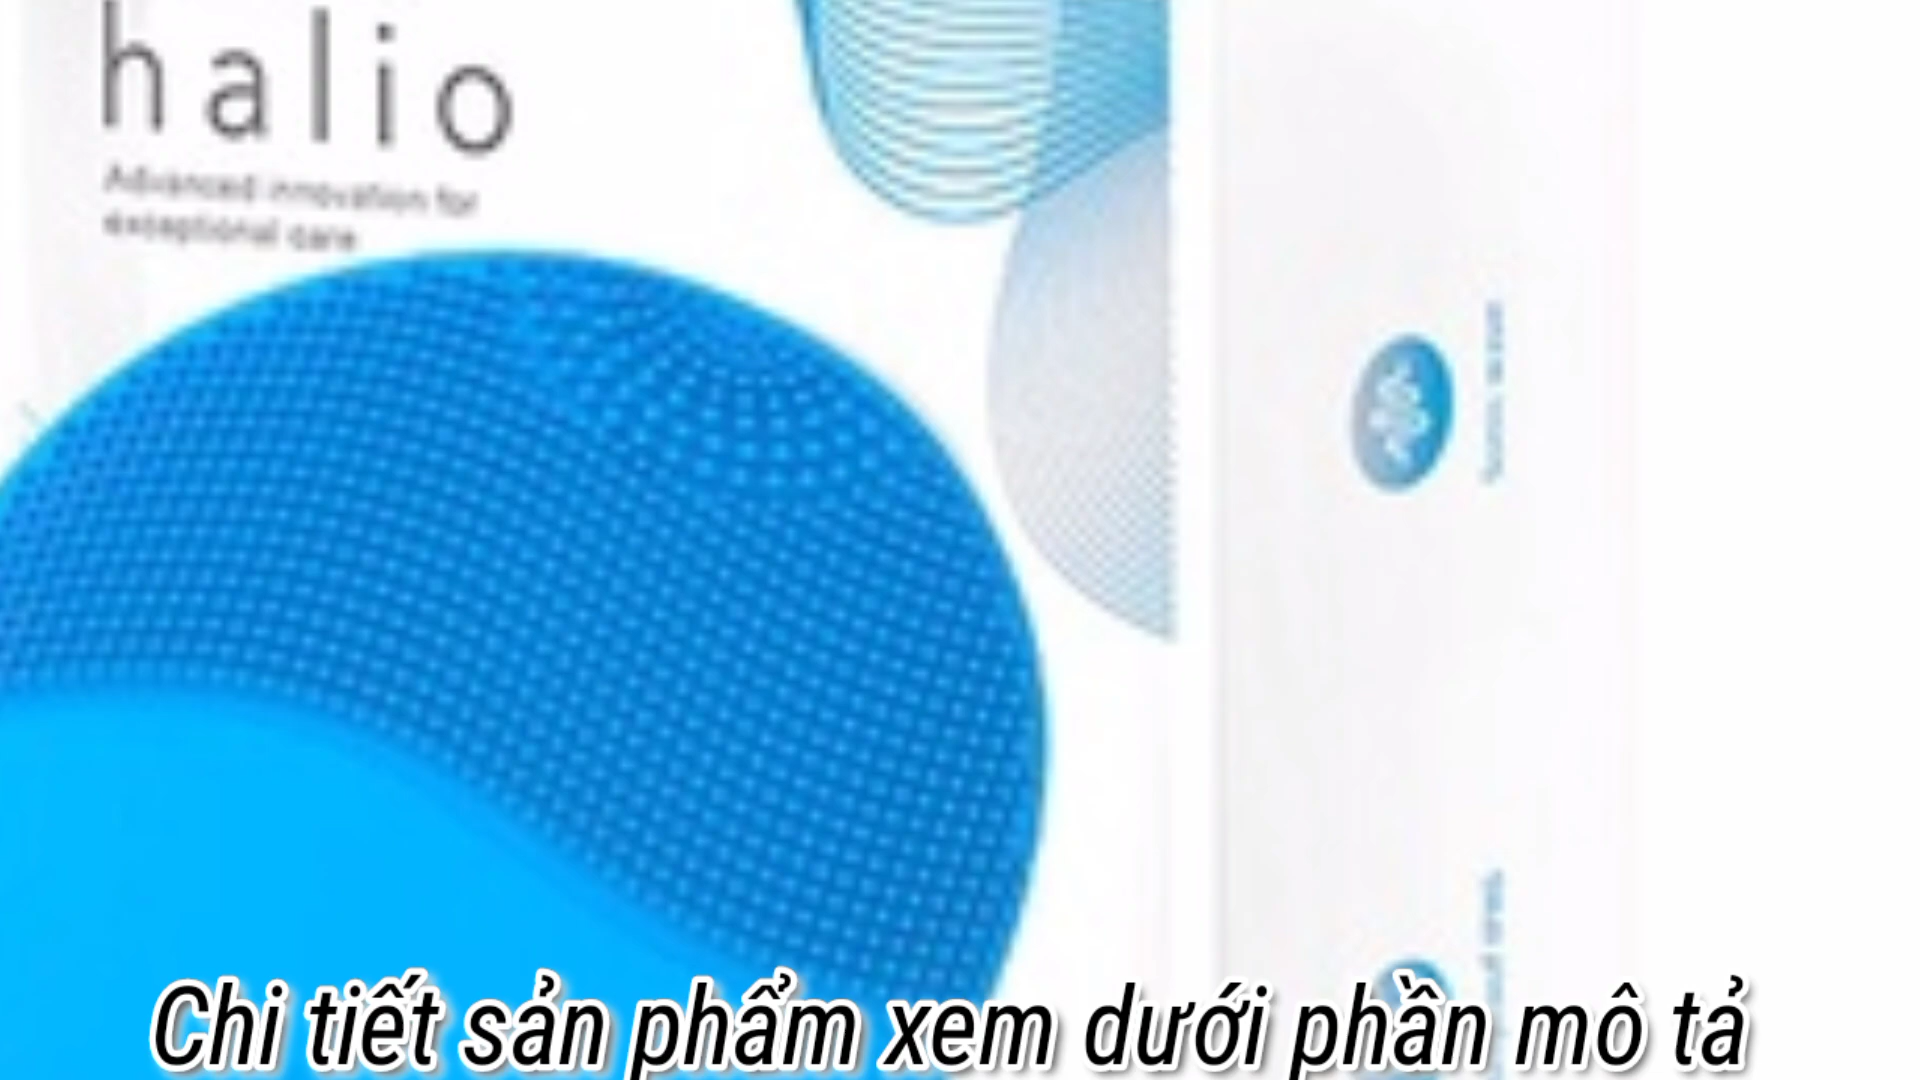 halio
Advanced innovation for
exceptional care
Chi tiết sản phẩm xem dưới phần mô tả